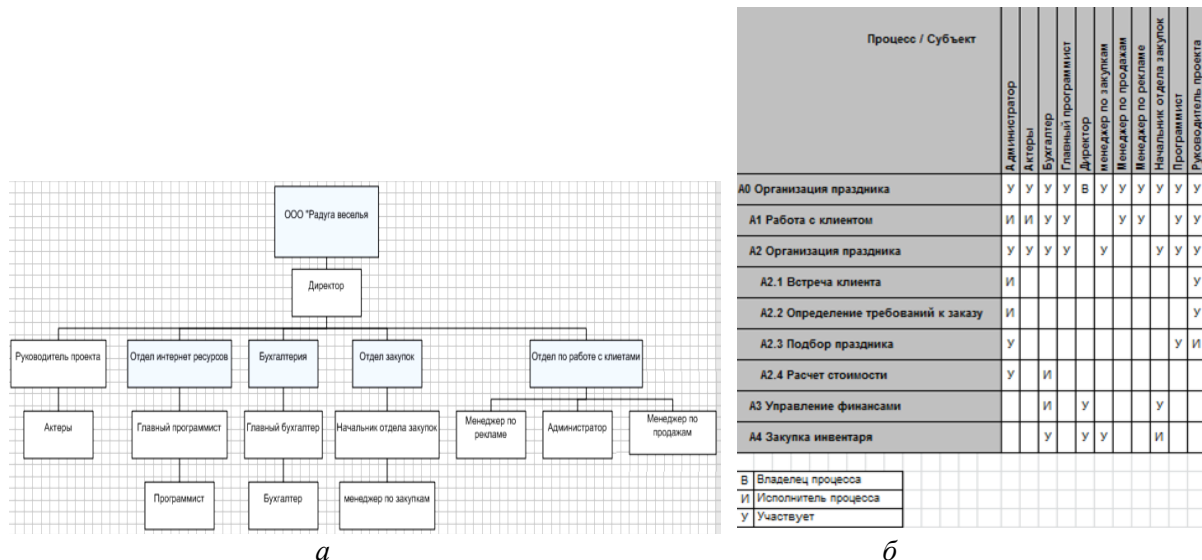 ООО "Радуга веселья
Директор
Руководитель проекта
Отдел интернет ресурсов
Бухгалтерия
Отдел закупок
Отдел по работе с клиетами
Актеры
Главный программист
Главный бухгалтер
Начальник отдела закупок
Менеджер по
рекламе
Администратор
Менеджер по
продажам
Программист
Бухгалтер
менеджер по закупкам
а
Процесс / Субъект
Администратор
Актеры
Бухгалтер
Главный программист
Директор
менеджер по закупкам
Менеджер по продажам
Менеджер по рекламе
Начальник отдела закупок
Программист
Руководитель проекта
А0 Организация праздника У У У У В У У У У У У
А1 Работа с клиентом И И У У У У У У
А2 Организация праздника У У У У У У У У
А2.1 Встреча клиента И У
А2.2 Определение требований к заказу И У
А2.3 Подбор праздника У У И
А2.4 Расчет стоимости У И
А3 Управление финансами И У У
А4 Закупка инвентаря У У У И
В Владелец процесса
И Исполнитель процесса
У Участвует
б